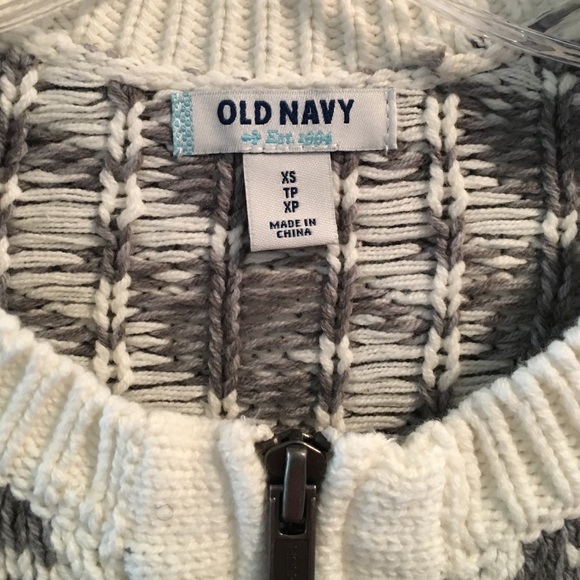 OLD NAVY
Est. 1994
XS
TP
XP
MADE IN
CHINA